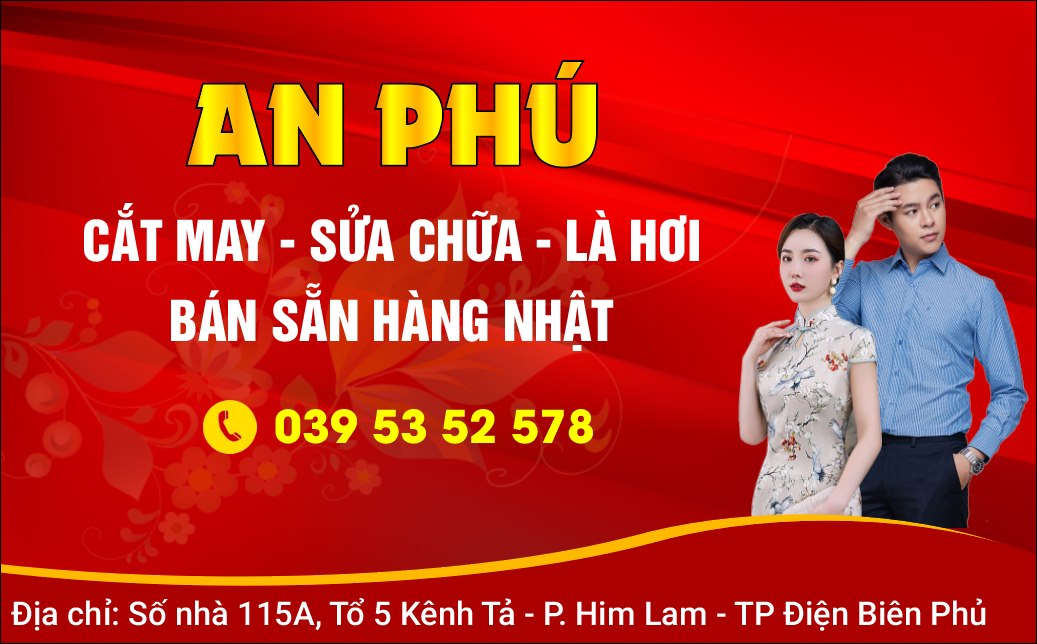 AN PHÚ
CẮT MAY - SỬA CHỮA - LÀ HƠI
BÁN SẴN HÀNG NHẬT
039 53 52 578
Địa chỉ: Số nhà 115A, Tổ 5 Kênh Tả - P. Him Lam - TP Điện Biên Phủ